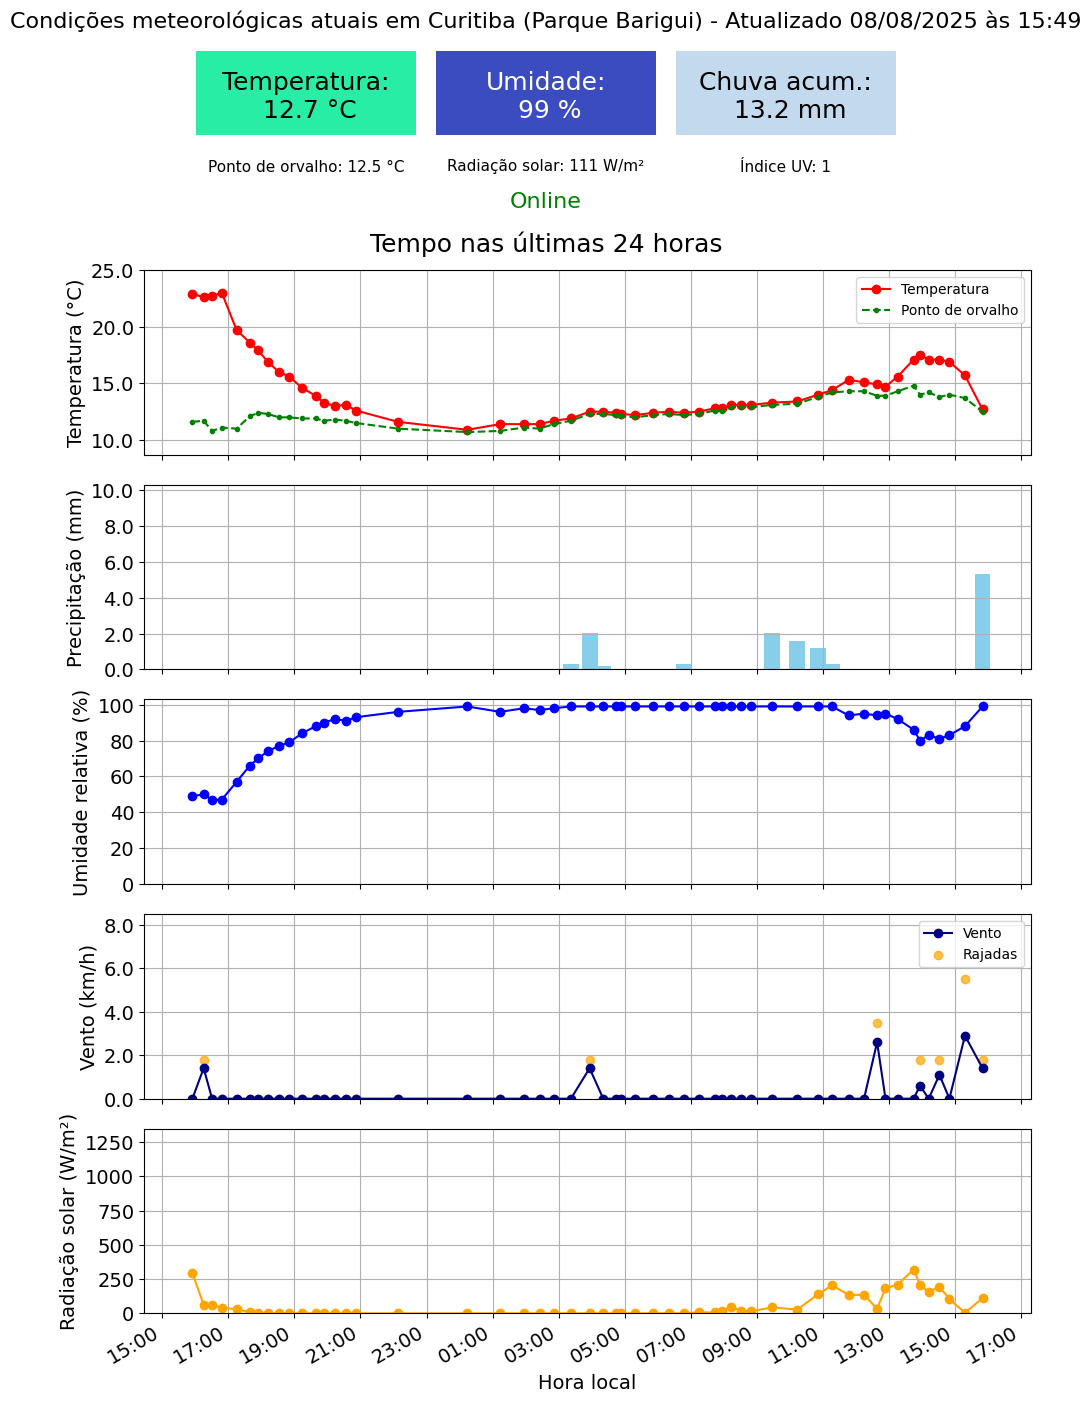 Condições meteorológicas atuais em Curitiba (Parque Barigui) - Atualizado 08/08/2025 às 15:49
Temperatura:
12.7 °C
Umidade:
99 %
Chuva acum.:
13.2 mm
Ponto de orvalho: 12.5 °C
Radiação solar: 111 W/m²
Índice UV: 1
Online
Tempo nas últimas 24 horas
Temperatura (°C)
25.0
20.0
15.0
10.0
Temperatura
Ponto de orvalho
Precipitação (mm)
10.0
8.0
6.0
4.0
2.0
0.0
Umidade relativa (%)
100
80
60
40
20
0
Vento (km/h)
8.0
6.0
4.0
2.0
0.0
Vento
Rajadas
Radiação solar (W/m²)
1250
1000
750
500
250
0
15:00
17:00
19:00
21:00
23:00
01:00
03:00
05:00
07:00
09:00
11:00
13:00
15:00
17:00
Hora local